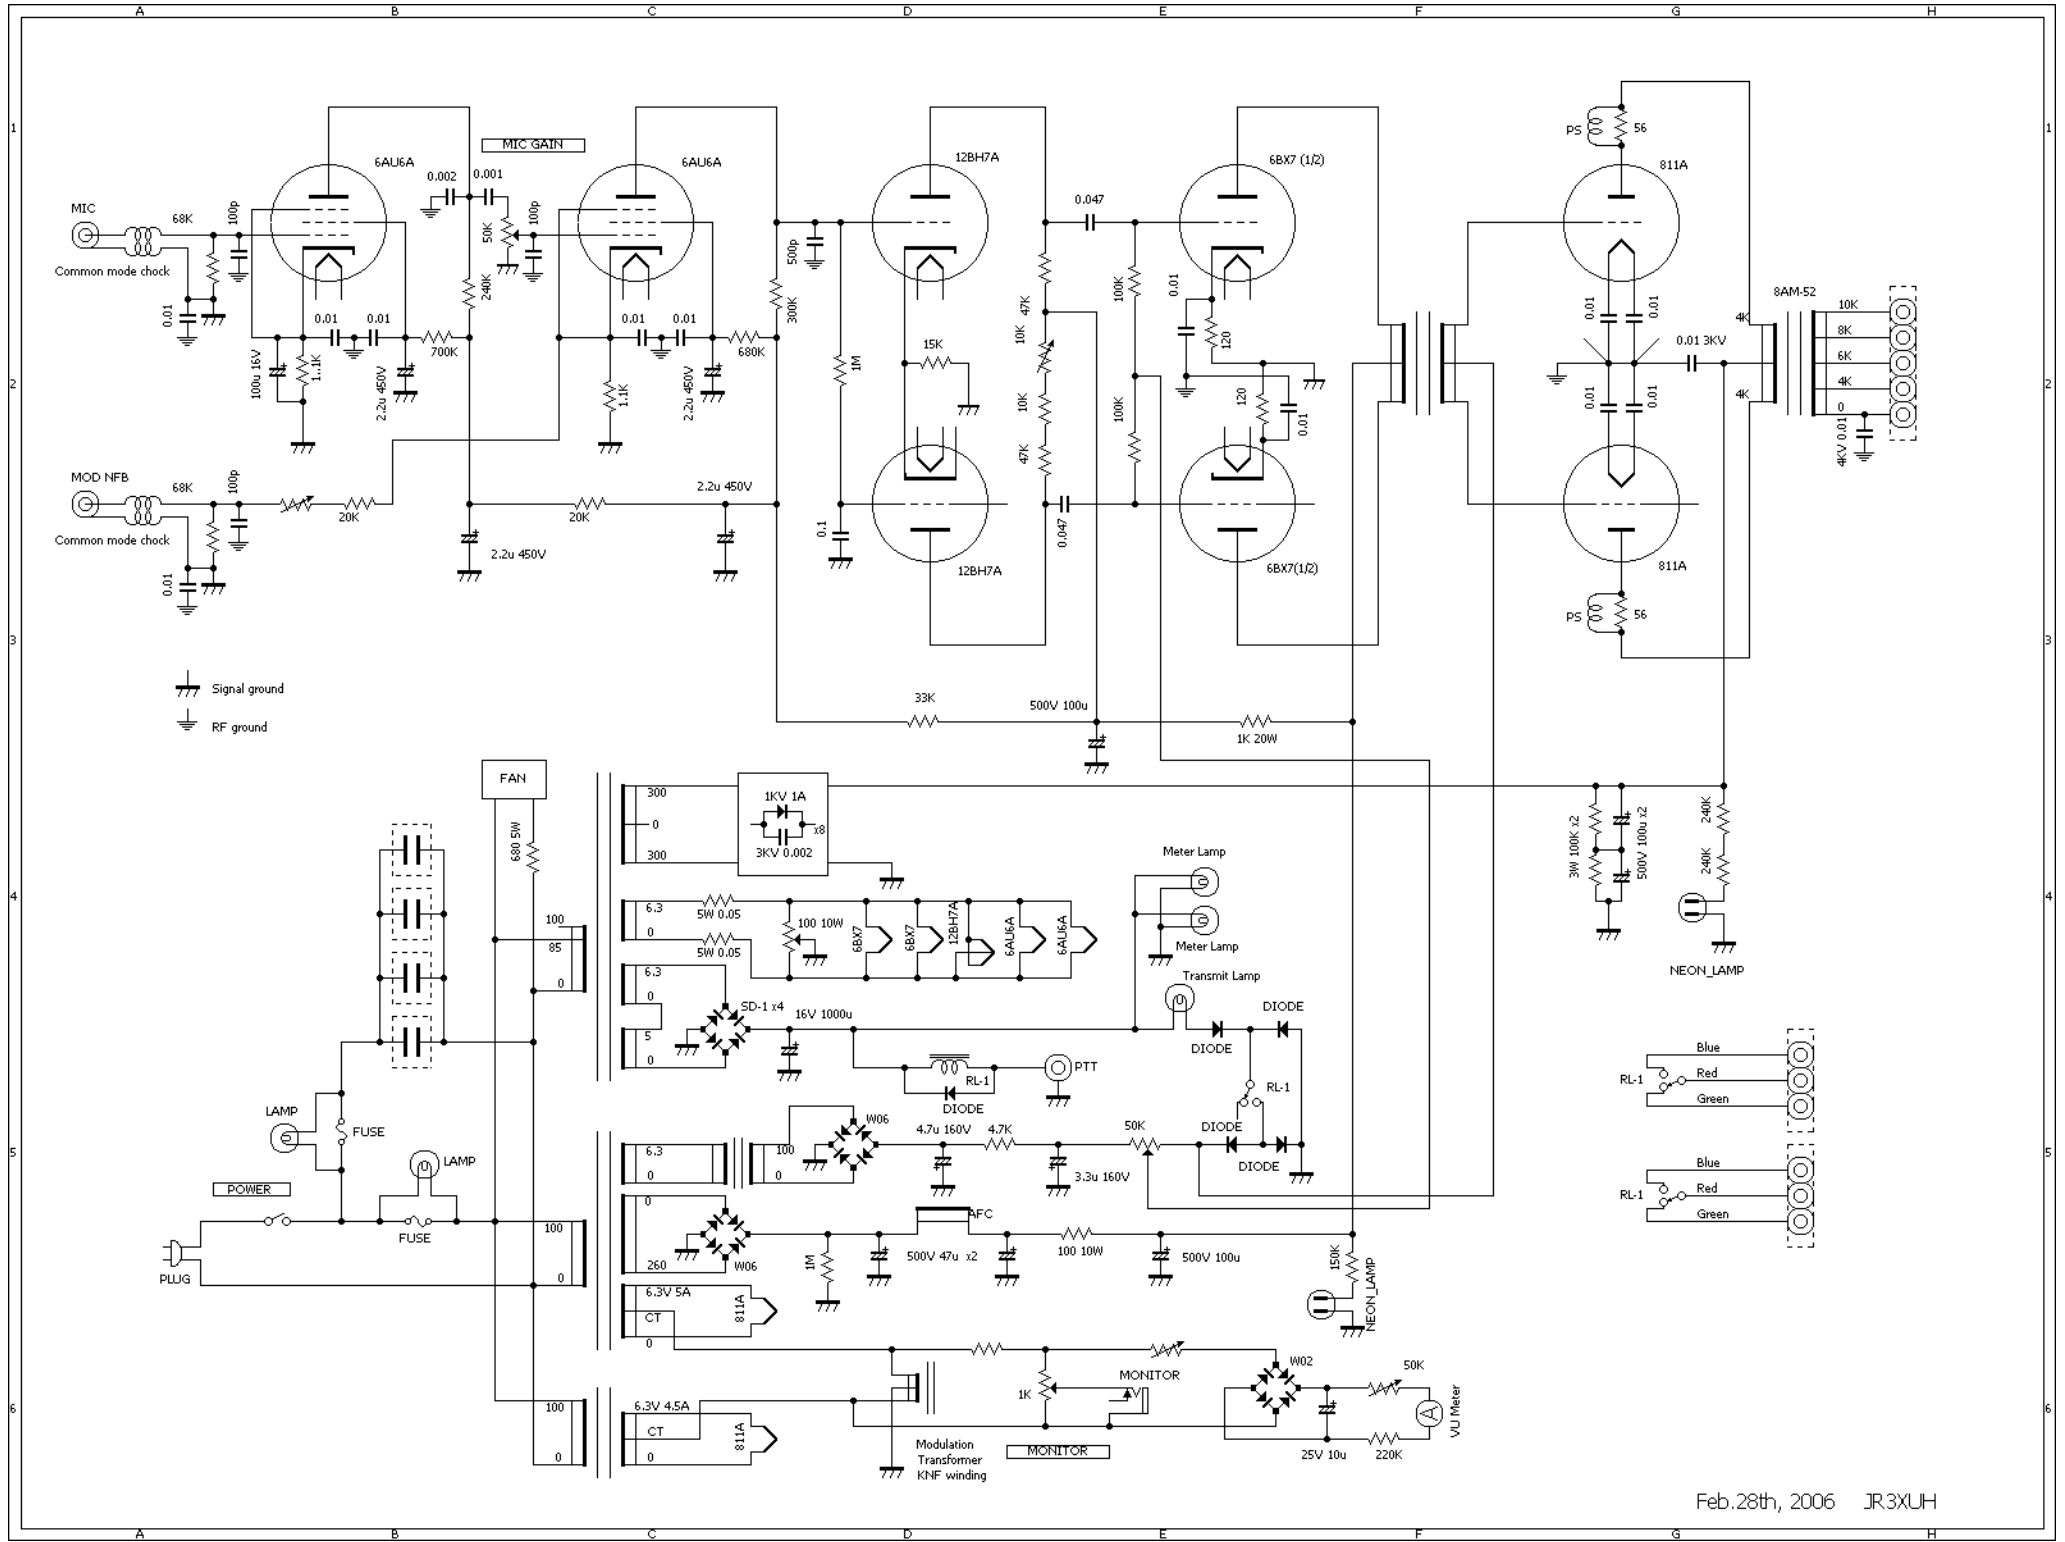 A B C D E F G H
1 1
MIC GAIN
PS 56
6AU6A 6AU6A 12BH7A 6BX7 (1/2) 811A
0.002 0.001
MIC 68K 100p 50K 100p 0.047
500p
Common mode chock
240K 300K 47K 100K 0.01 0.01 0.01 8AM-52
10K
0.01 0.01 0.01 0.01 0.01 10K 120 4K 8K
700K 680K 15K 0.01 3KV
100u 16V 1..1K 2.2u 450V 1.1K 2.2u 450V 1M 6K
2 2
10K 100K 120 0.01 0.01 0.01 4K 4K
0
47K 4KV 0.01
MOD NFB 68K 100p
2.2u 450V
20K 20K
Common mode chock 2.2u 450V 0.1 0.047
0.01 12BH7A 6BX7(1/2) 811A
PS 56
3 3
Signal ground
RF ground
33K 500V 100u
1K 20W
FAN
300 1KV 1A
0 x8
300 3KV 0.002
680 5W
3W 100K x2 500V 100u x2 240K
240K
Meter Lamp
4 4
6.3 5W 0.05
100 10W 6BX7 6BX7 12BH7A 6AU6A 6AU6A
0 5W 0.05
Meter Lamp
100
85
0
6.3
0
NEON_LAMP
Transmit Lamp
SD-1 x4 16V 1000u DIODE
5 DIODE
0
Blue
RL-1 Red
Green
RL-1 PTT
DIODE
RL-1
LAMP
FUSE
W06 4.7u 160V 4.7K 50K DIODE
6.3 100
0 0
3.3u 160V DIODE
5 5
LAMP
POWER
FUSE
Blue
RL-1 Red
Green
0
AFC
100
260 W06
1M 500V 47u x2 100 10W 500V 100u
150K
NEON_LAMP
PLUG
0
6.3V 5A
CT 811A
0
MONITOR
1K
W02 50K
VU Meter
A
6 6
100
0
6.3V 4.5A
CT 811A
0
Modulation
Transformer
KNF winding
MONITOR
25V 10u 220K
Feb.28th, 2006 JR3XUH
A B C D E F G H